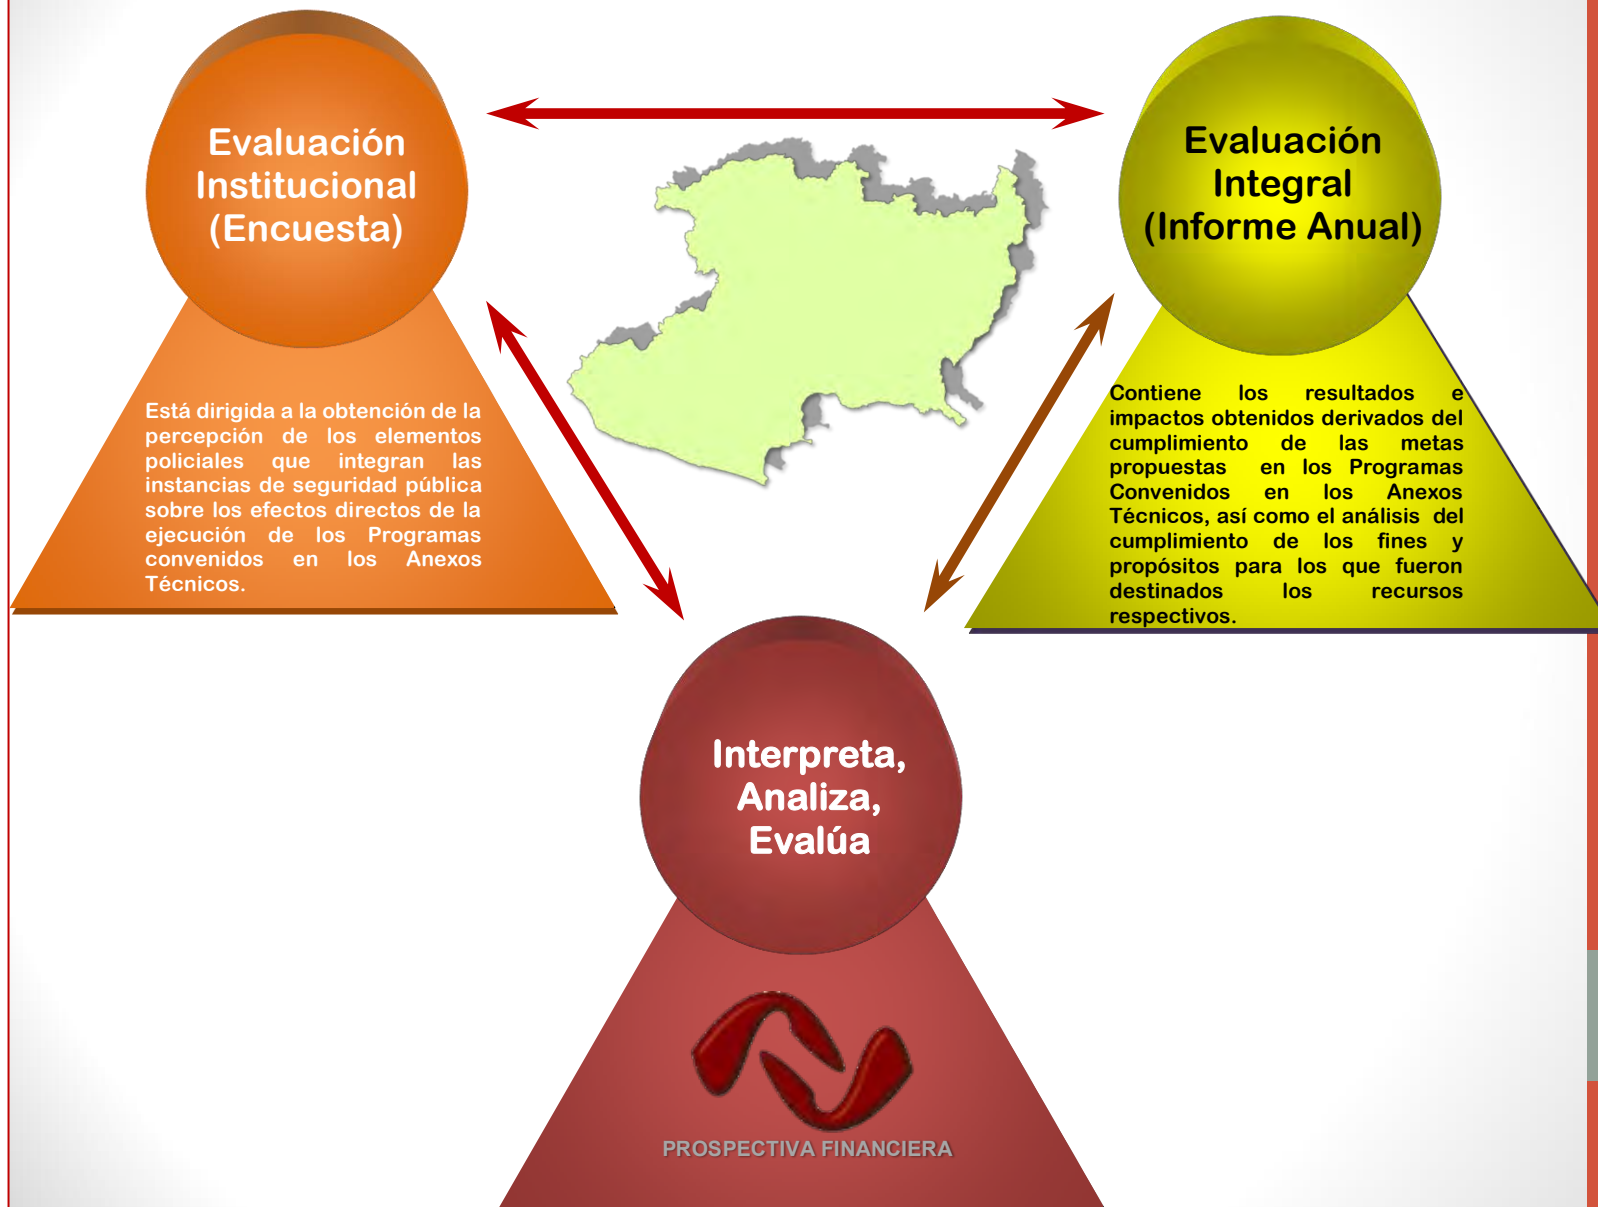 Evaluación
Institucional
(Encuesta)
Está dirigida a la obtención de la
percepción de los elementos
policiales que integran las
instancias de seguridad pública
sobre los efectos directos de la
ejecución de los Programas
convenidos en los Anexos
Técnicos.
Evaluación
Integral
(Informe Anual)
Contiene los resultados e
impactos obtenidos derivados del
cumplimiento de las metas
propuestas en los Programas
Convenidos en los Anexos
Técnicos, así como el análisis del
cumplimiento de los fines y
propósitos para los que fueron
destinados los recursos
respectivos.
Interpreta,
Analiza,
Evalúa
PROSPECTIVA FINANCIERA